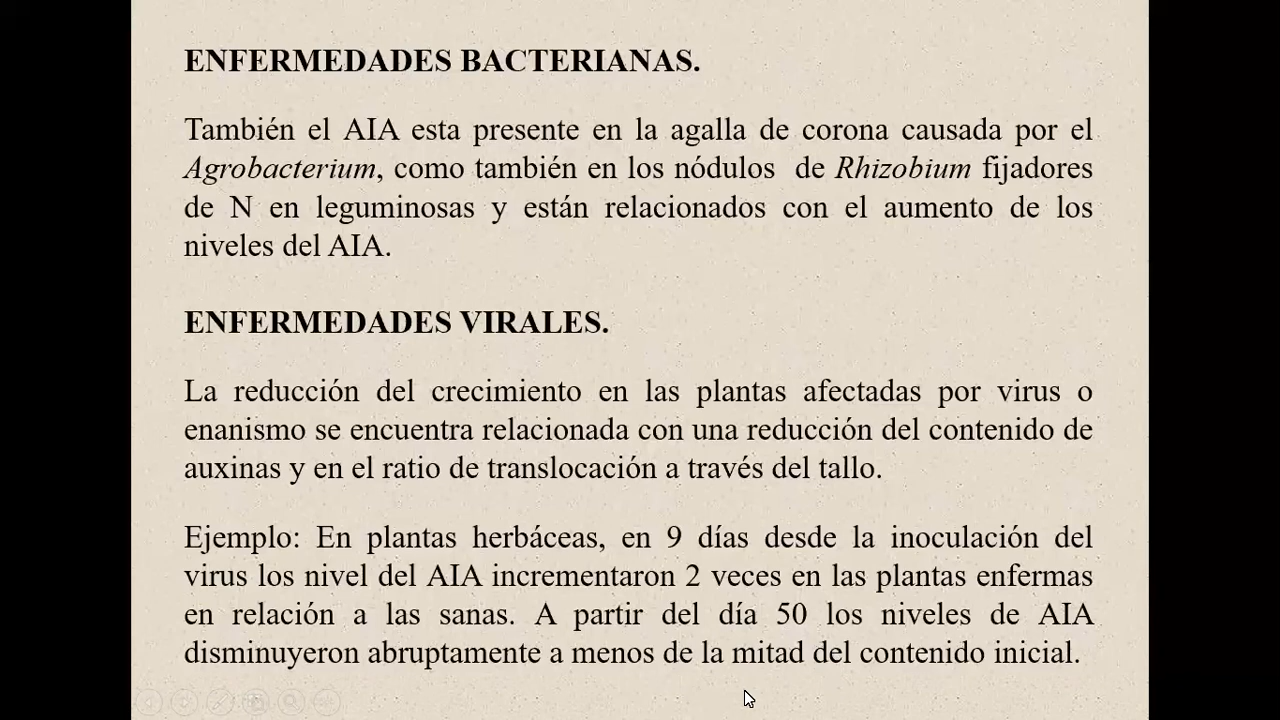 ENFERMEDADES BACTERIANAS.
También el AIA esta presente en la agalla de corona causada por el
Agrobacterium, como también en los nódulos de Rhizobium fijadores
de N en leguminosas y están relacionados con el aumento de los
niveles del AIA.
ENFERMEDADES VIRALES.
La reducción del crecimiento en las plantas afectadas por virus o
enanismo se encuentra relacionada con una reducción del contenido de
auxinas y en el ratio de translocación a través del tallo.
Ejemplo: En plantas herbáceas, en 9 días desde la inoculación del
virus los nivel del AIA incrementaron 2 veces en las plantas enfermas
en relación a las sanas. A partir del día 50 los niveles de AIA
disminuyeron abruptamente a menos de la mitad del contenido inicial.